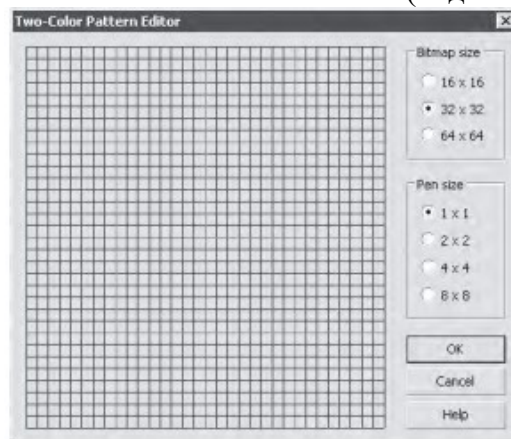 Two-Color Pattern Editor
Bitmap size
16 x 16
32 x 32
64 x 64
Pen size
1 x 1
2 x 2
4 x 4
8 x 8
OK
Cancel
Help